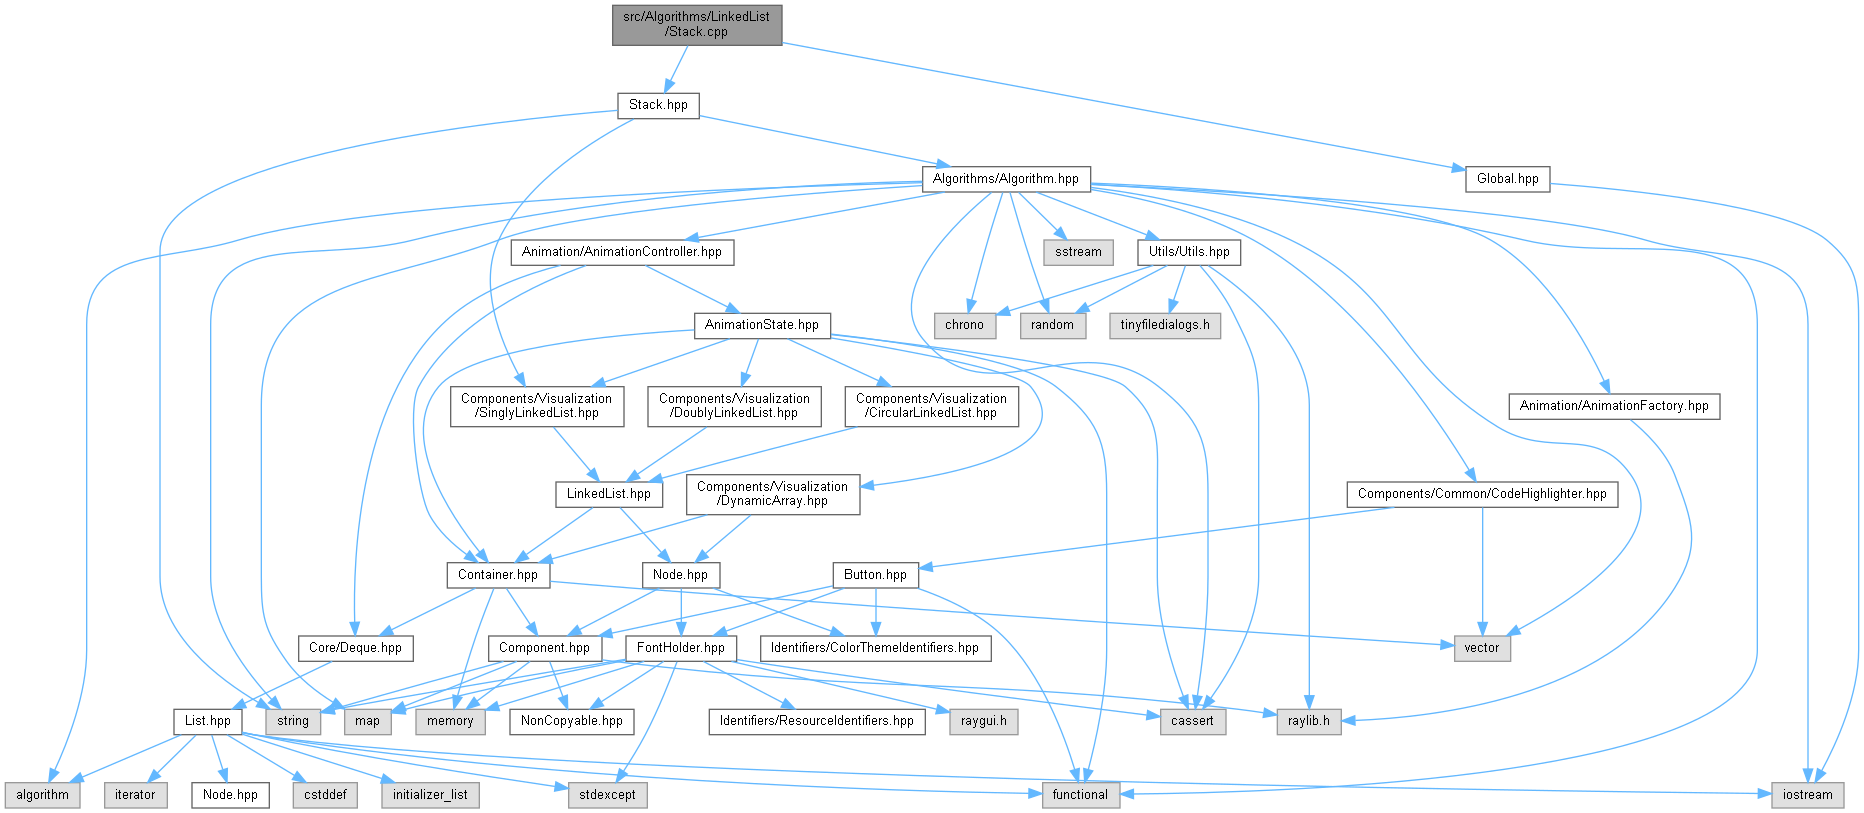 src/Algorithms/LinkedList
/Stack.cpp
Stack.hpp
Algorithms/Algorithm.hpp
Global.hpp
Animation/AnimationController.hpp
sstream
Utils/Utils.hpp
AnimationState.hpp
chrono
random
tinyfiledialogs.h
Components/Visualization
/SinglyLinkedList.hpp
Components/Visualization
/DoublyLinkedList.hpp
Components/Visualization
/CircularLinkedList.hpp
Animation/AnimationFactory.hpp
LinkedList.hpp
Components/Visualization
/DynamicArray.hpp
Components/Common/CodeHighlighter.hpp
Container.hpp
Node.hpp
Button.hpp
Core/Deque.hpp
Component.hpp
FontHolder.hpp
Identifiers/ColorThemeIdentifiers.hpp
vector
List.hpp
string
map
memory
NonCopyable.hpp
Identifiers/ResourceIdentifiers.hpp
raygui.h
cassert
raylib.h
algorithm
iterator
Node.hpp
cstddef
initializer_list
stdexcept
functional
iostream